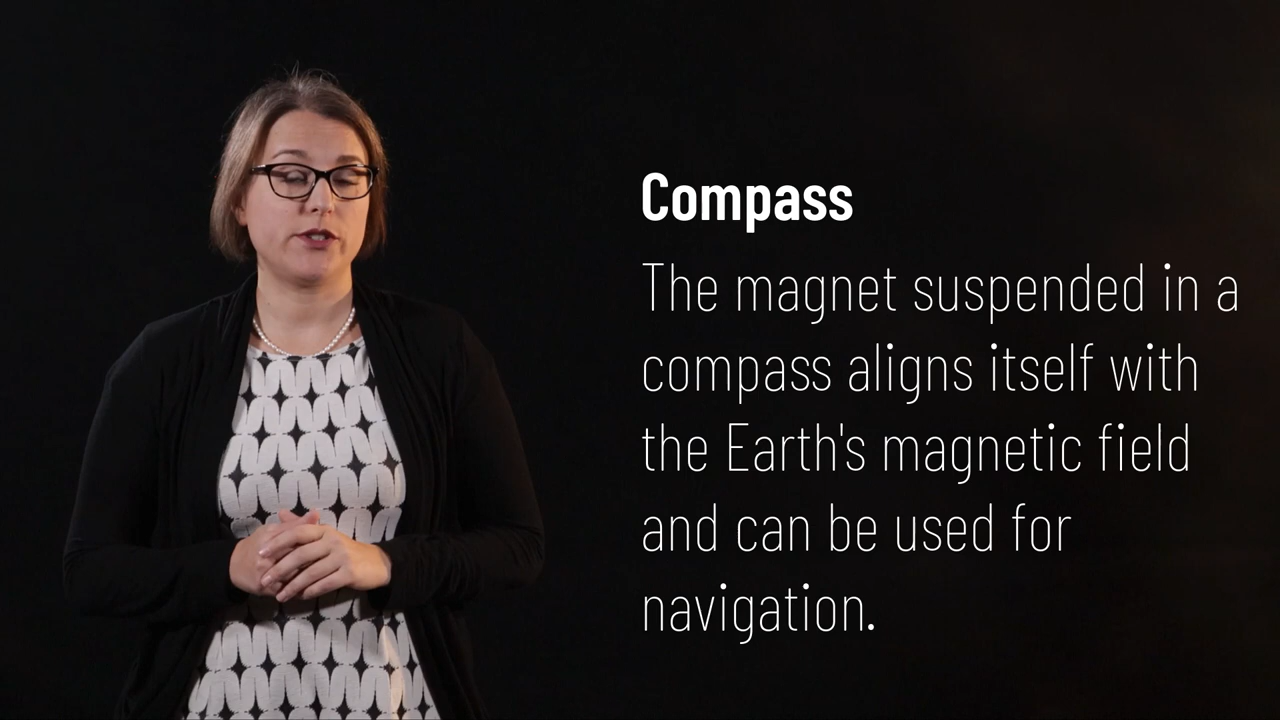 Compass
The magnet suspended in a
compass aligns itself with
the Earth's magnetic field
and can be used for
navigation.